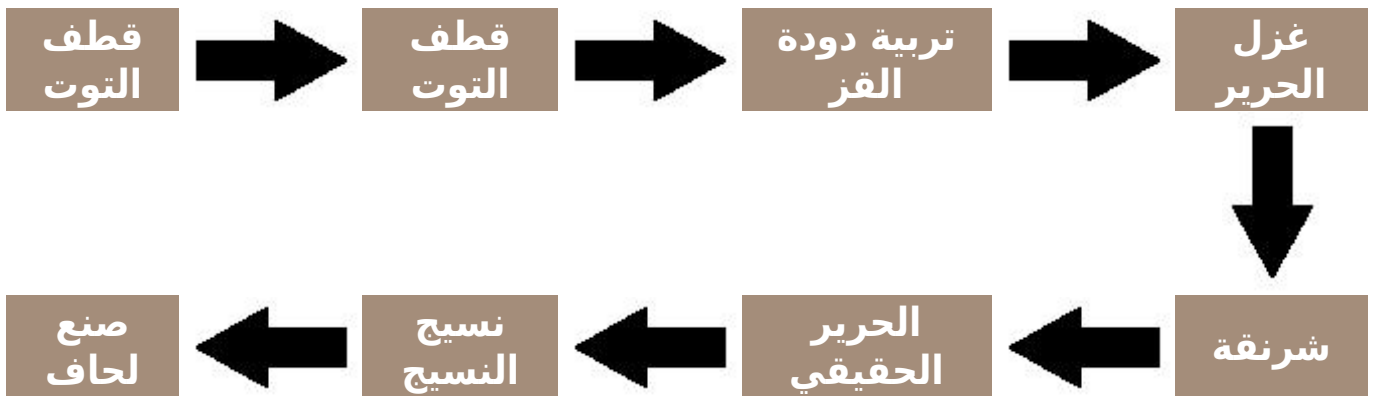 قطف
التوت
قطف
التوت
تربية دودة
القز
غزل
الحرير
شرنقة
الحرير
الحقيقي
نسيج
النسيج
صنع
لحاف